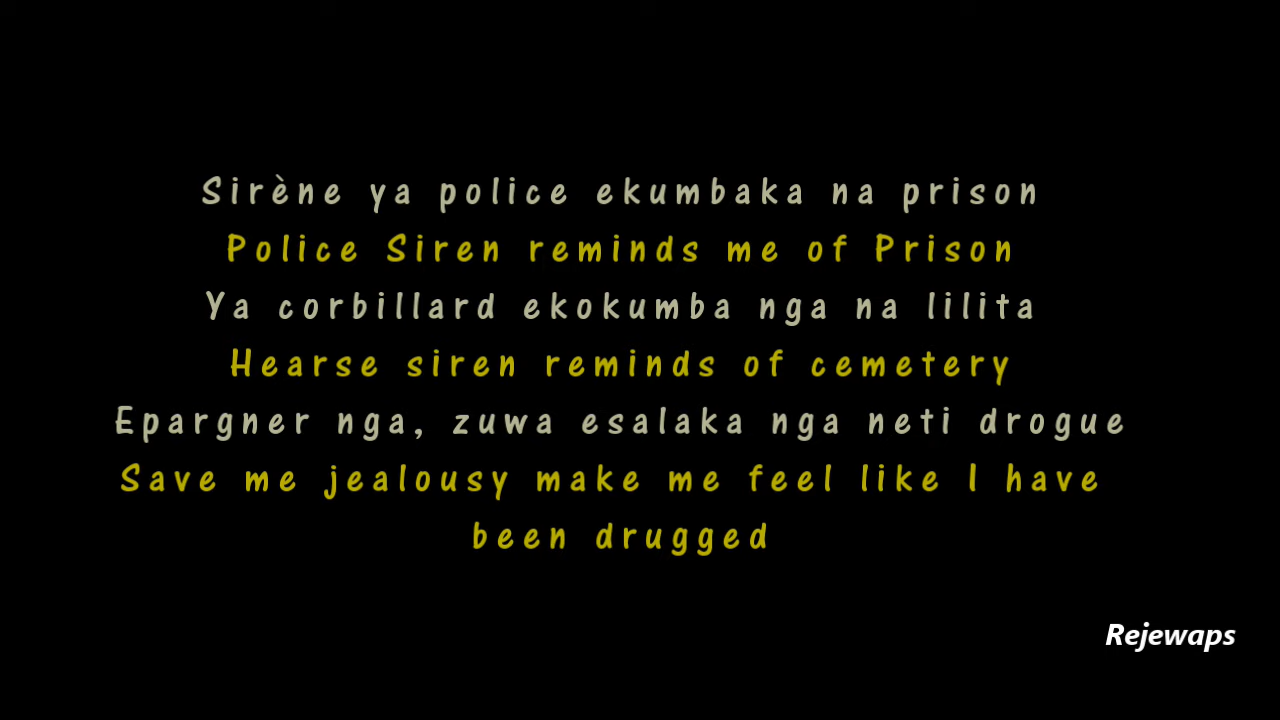 Sirène ya police ekumbaka na prison
Police Siren reminds me of Prison
Ya corbillard ekokumba nga na lilita
Hearse siren reminds of cemetery
Epargner nga, zuwa esalaka nga neti drogue
Save me jealousy make me feel like I have
been drugged
Rejewaps